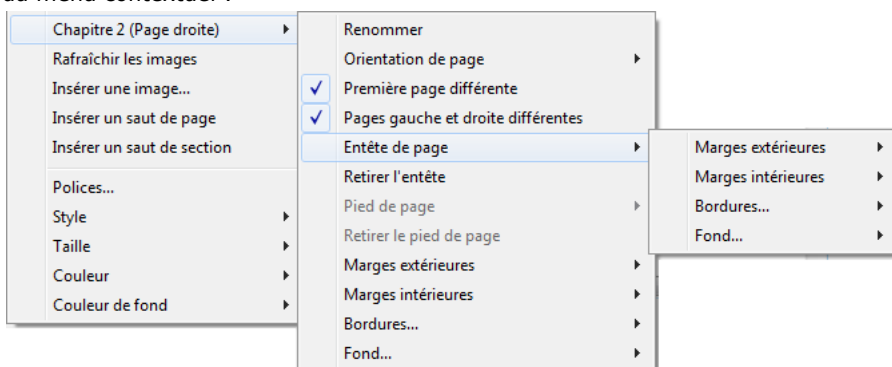 au menu contextuel :
Chapitre 2 (Page droite)
Rafraîchir les images
Insérer une image...
Insérer un saut de page
Insérer un saut de section
Polices...
Style
Taille
Couleur
Couleur de fond
Renommer
Orientation de page
Première page différente
Pages gauche et droite différentes
Entête de page
Retirer l'entête
Pied de page
Retirer le pied de page
Marges extérieures
Marges intérieures
Bordures...
Fond...
Marges extérieures
Marges intérieures
Bordures...
Fond...